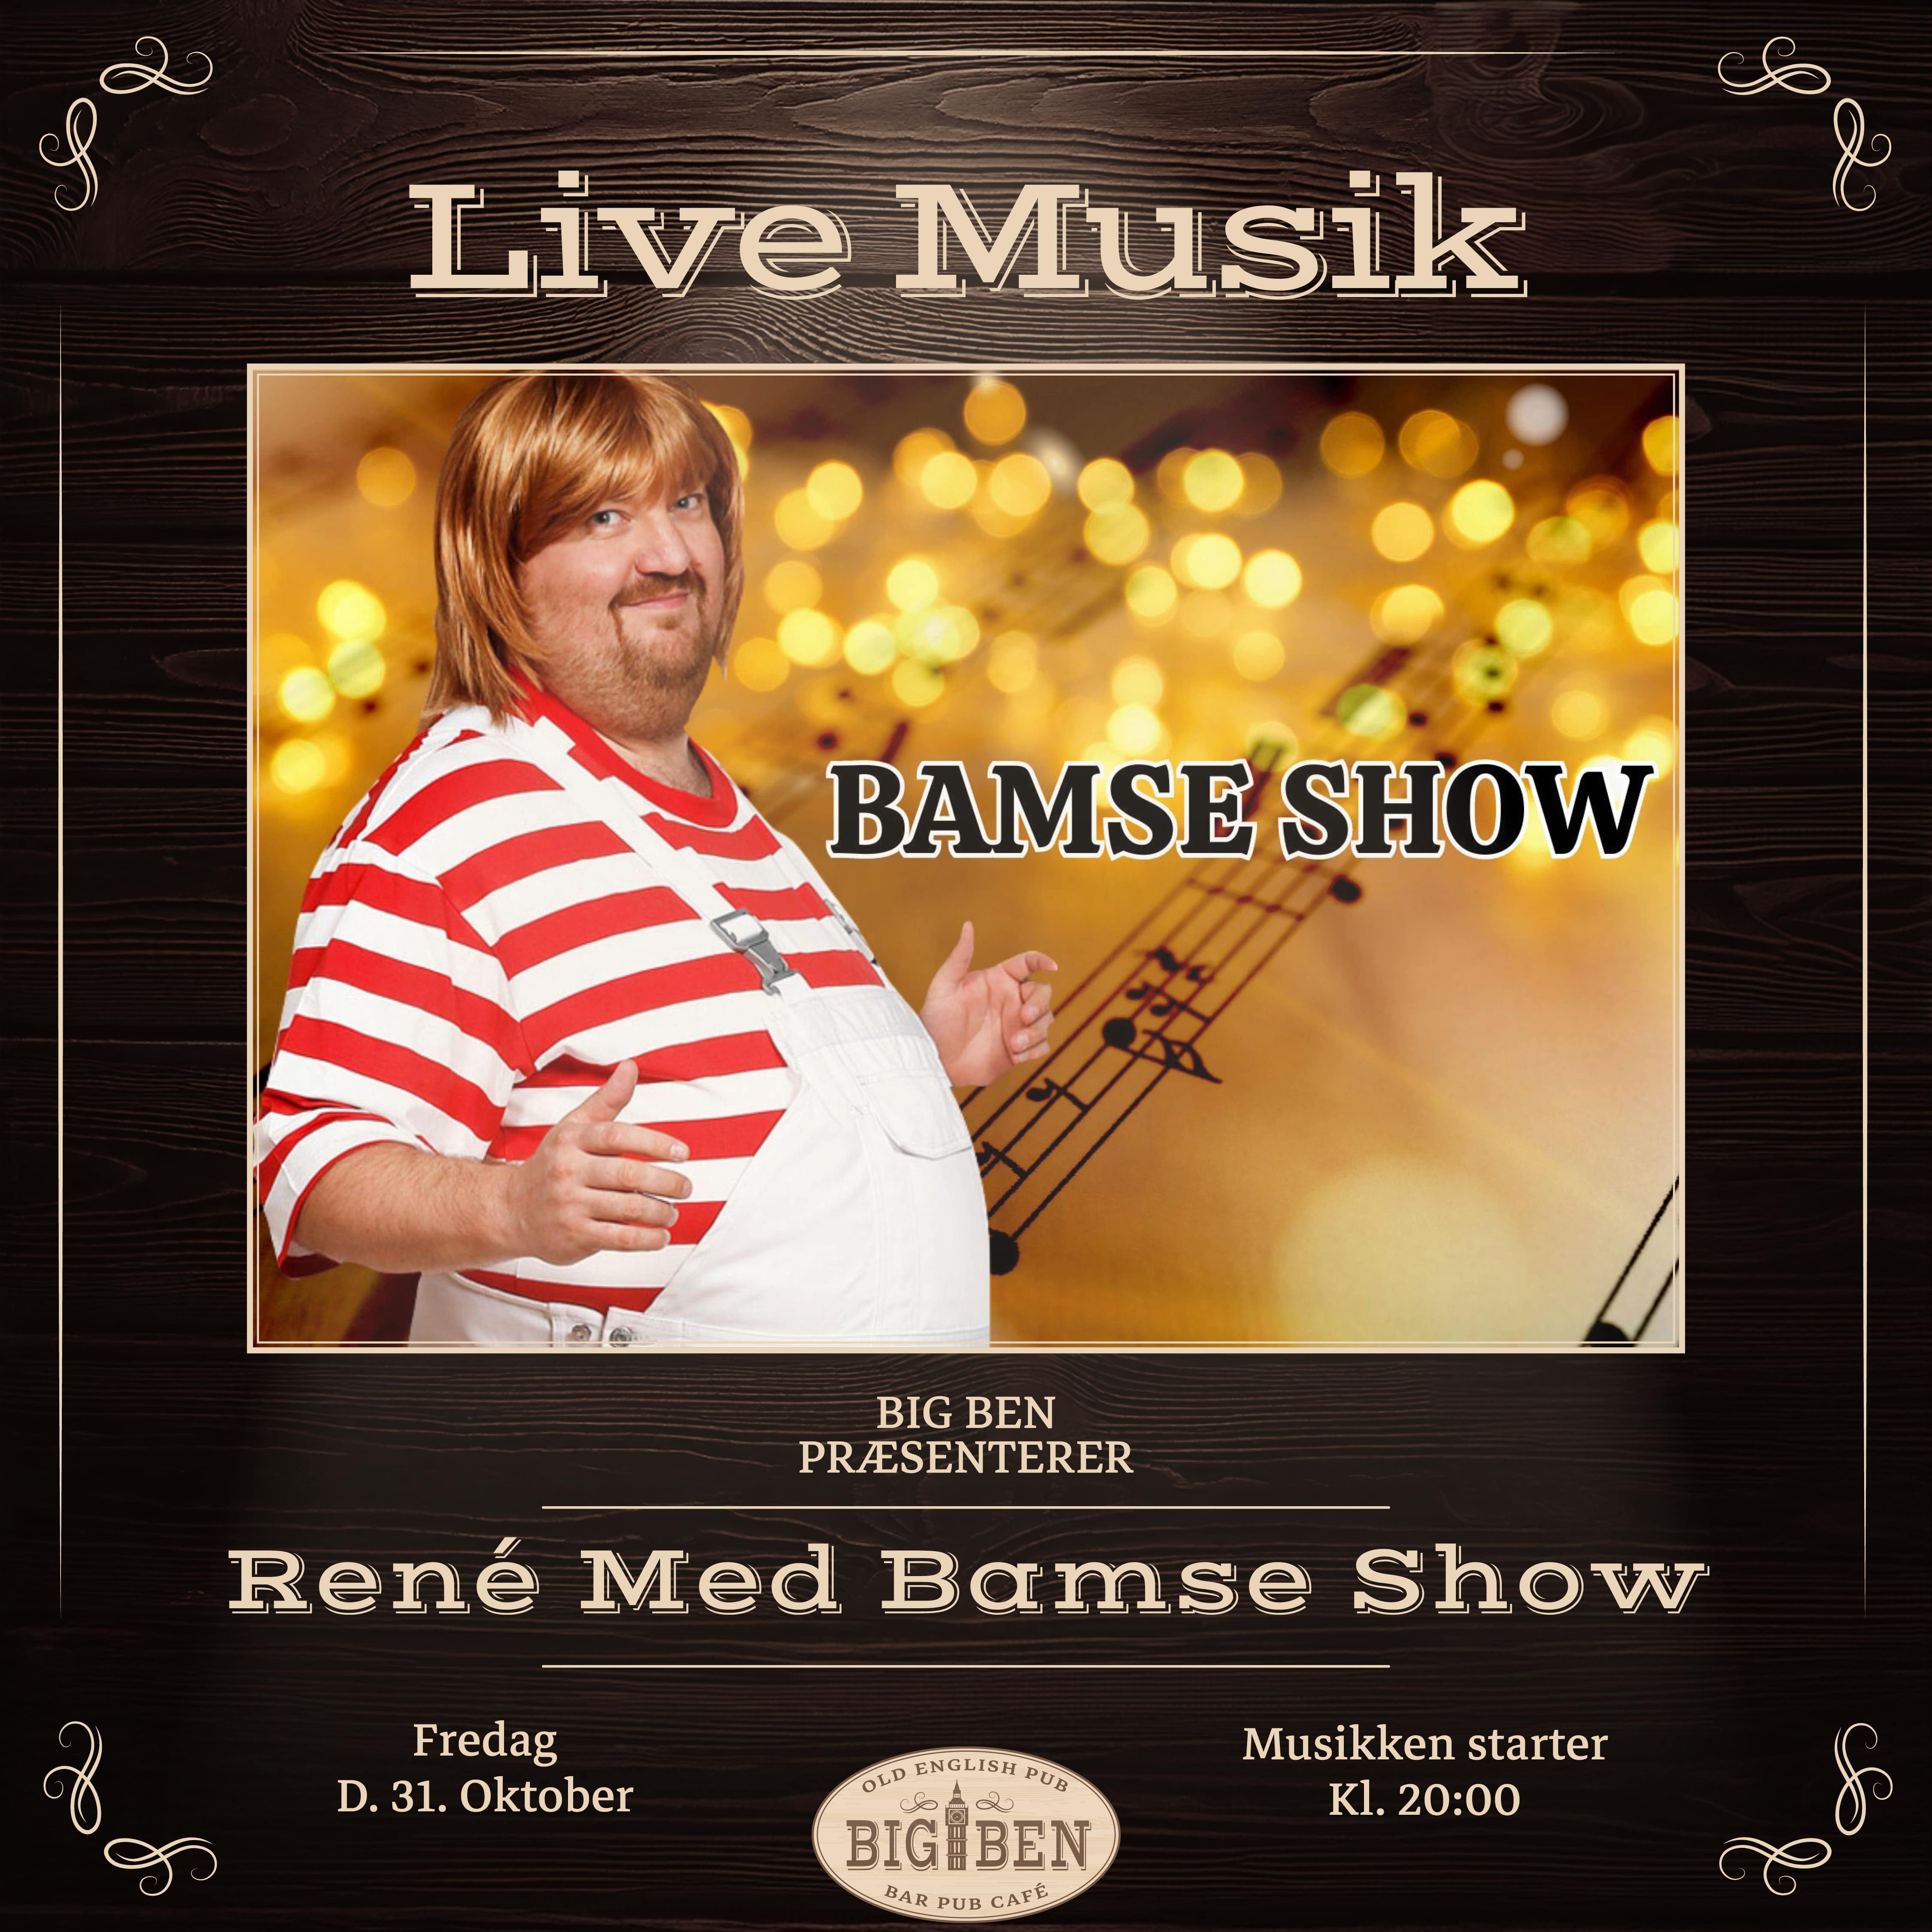 Live Musik
BAMSE SHOW
BIG BEN
PRÆSENTERER
René Med Bamse Show
Fredag
D. 31. Oktober
Musikken starter
Kl. 20:00
OLD ENGLISH PUB
BIG BEN
BAR PUB CAFÉ